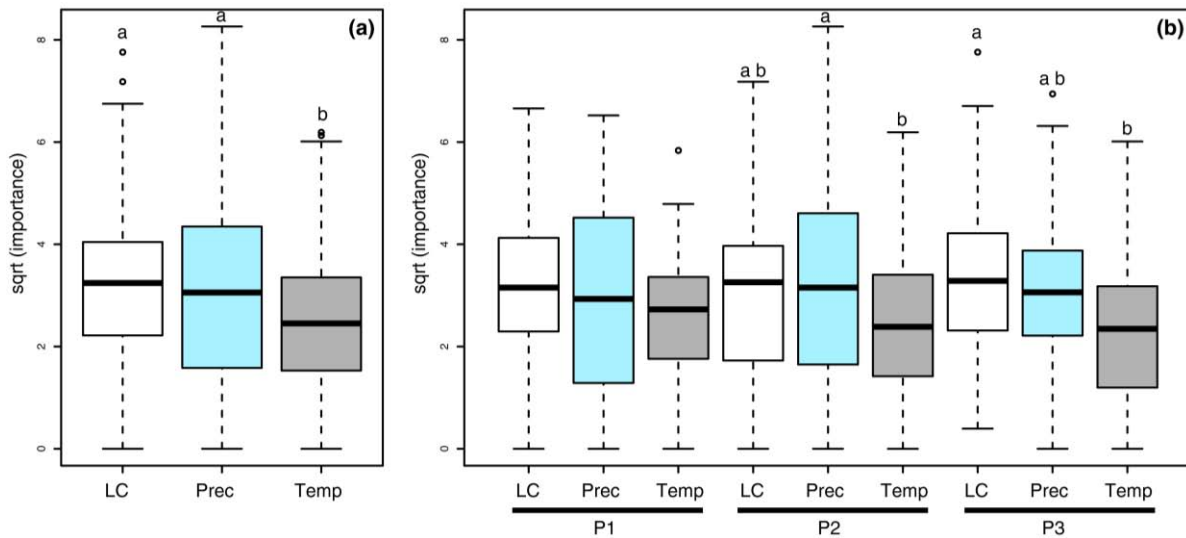 (a)
a
a
b
sqrt (importance)
8
6
4
2
0
LC Prec Temp
(b)
a b
a
b
a
a b
b
sqrt (importance)
8
6
4
2
0
LC Prec Temp LC Prec Temp LC Prec Temp
P1 P2 P3